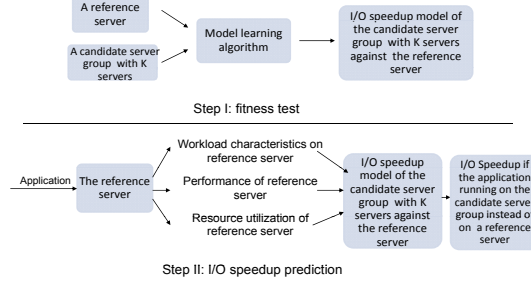 A reference
server
A candidate server
group with K
servers
Model learning
algorithm
I/O speedup model of
the candidate server
group with K servers
against the reference
server
Step I: fitness test
Application
The reference
server
Workload characteristics on
reference server
Performance of reference
server
Resource utilization of
reference server
I/O speedup
model of the
candidate server
group with K
servers against
the reference
server
I/O Speedup if
the application
running on the
candidate server
group instead of
on a reference
server
Step II: I/O speedup prediction